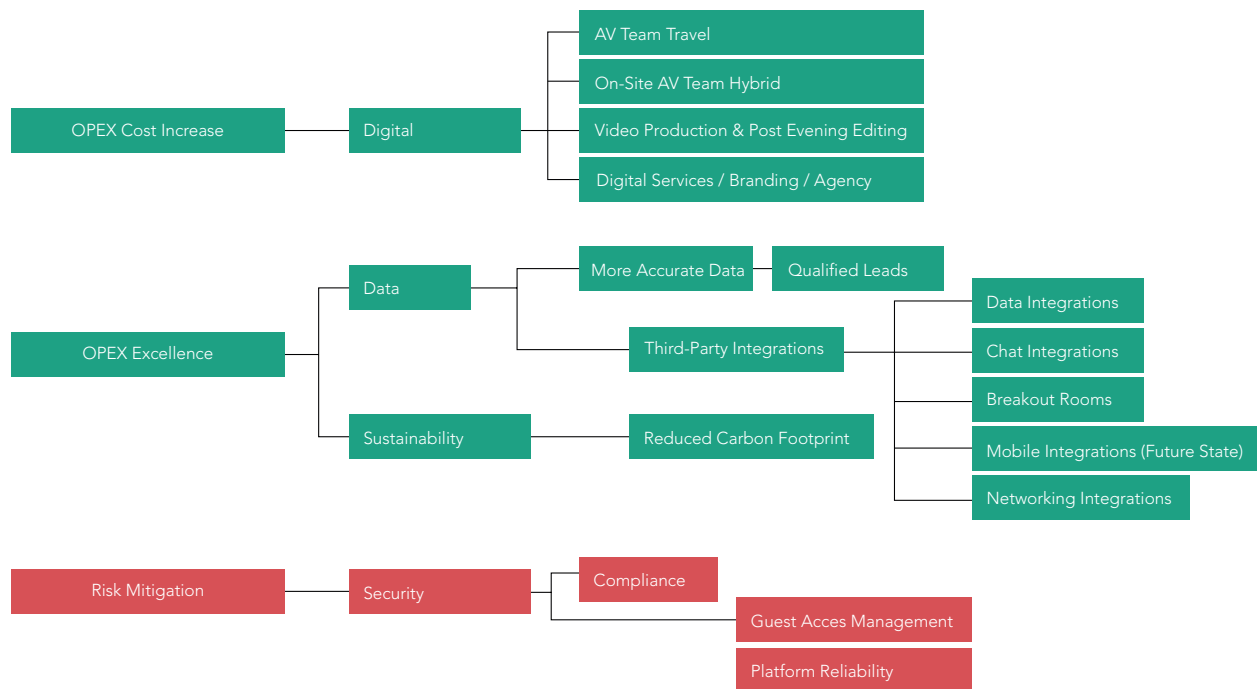 AV Team Travel
On-Site AV Team Hybrid
OPEX Cost Increase
Digital
Video Production & Post Evening Editing
Digital Services / Branding / Agency
More Accurate Data
Qualified Leads
Data
Data Integrations
OPEX Excellence
Third-Party Integrations
Chat Integrations
Breakout Rooms
Sustainability
Reduced Carbon Footprint
Mobile Integrations (Future State)
Networking Integrations
Risk Mitigation
Security
Compliance
Guest Acces Management
Platform Reliability